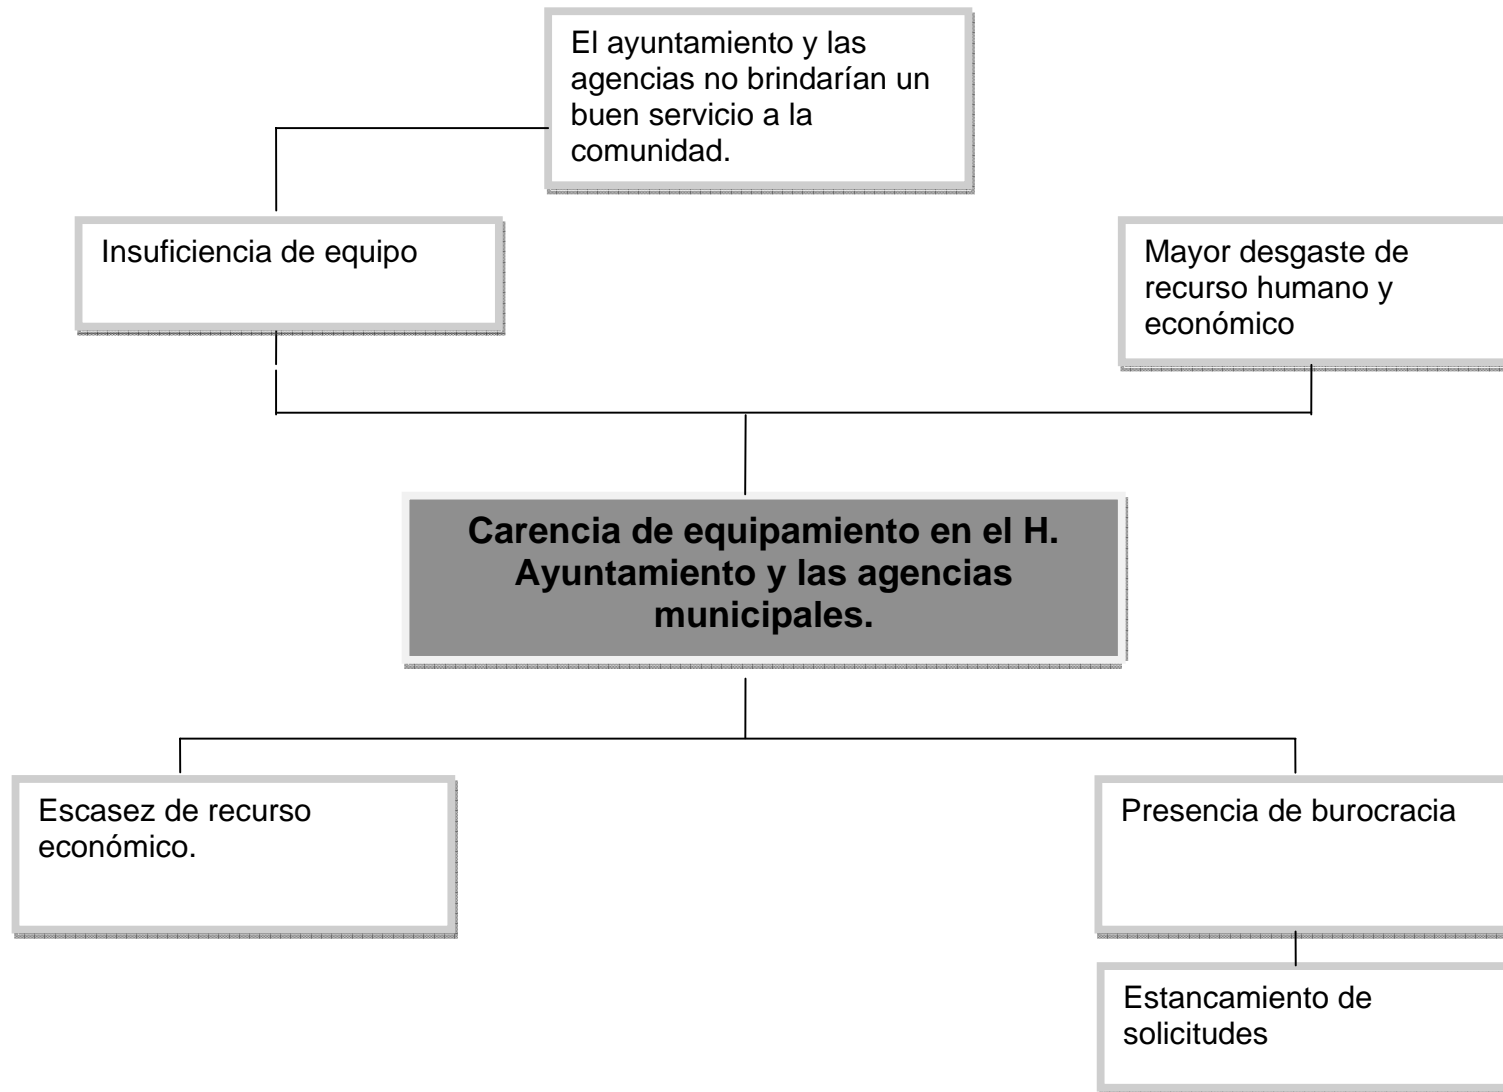 El ayuntamiento y las
agencias no brindarían un
buen servicio a la
comunidad.
Insuficiencia de equipo
Mayor desgaste de
recurso humano y
económico
Carencia de equipamiento en el H.
Ayuntamiento y las agencias
municipales.
Escasez de recurso
económico.
Presencia de burocracia
Estancamiento de
solicitudes